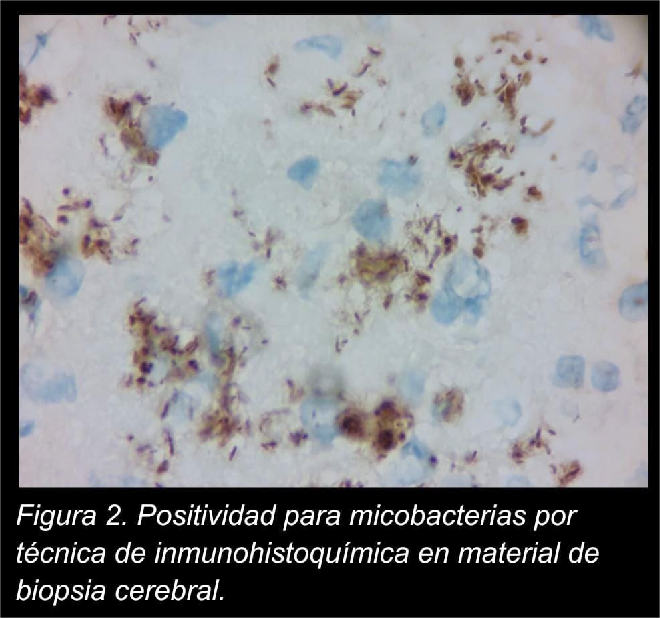 Figura 2. Positividad para micobacterias por
técnica de inmunohistoquímica en material de
biopsia cerebral.